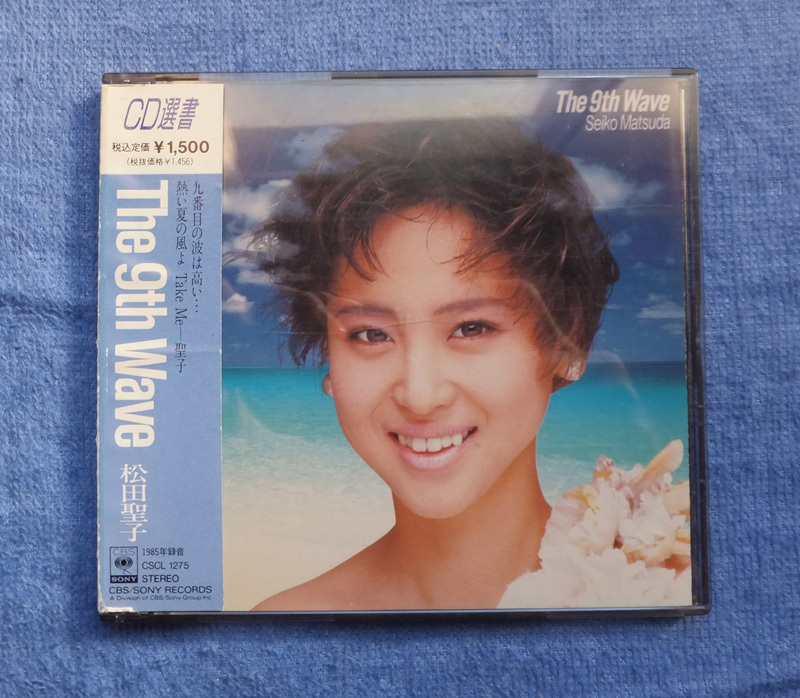 CD選書
税込定価 ¥1,500
(税抜価格¥1,456)
九番目の波は高い…
熱い夏の風よ Take Me—聖子
The 9th Wave
松田聖子
CBS
SONY
1985年録音
CSCL 1275
STEREO
CBS/SONY RECORDS
A Division of CBS/Sony Group Inc
The 9th Wave
Seiko Matsuda